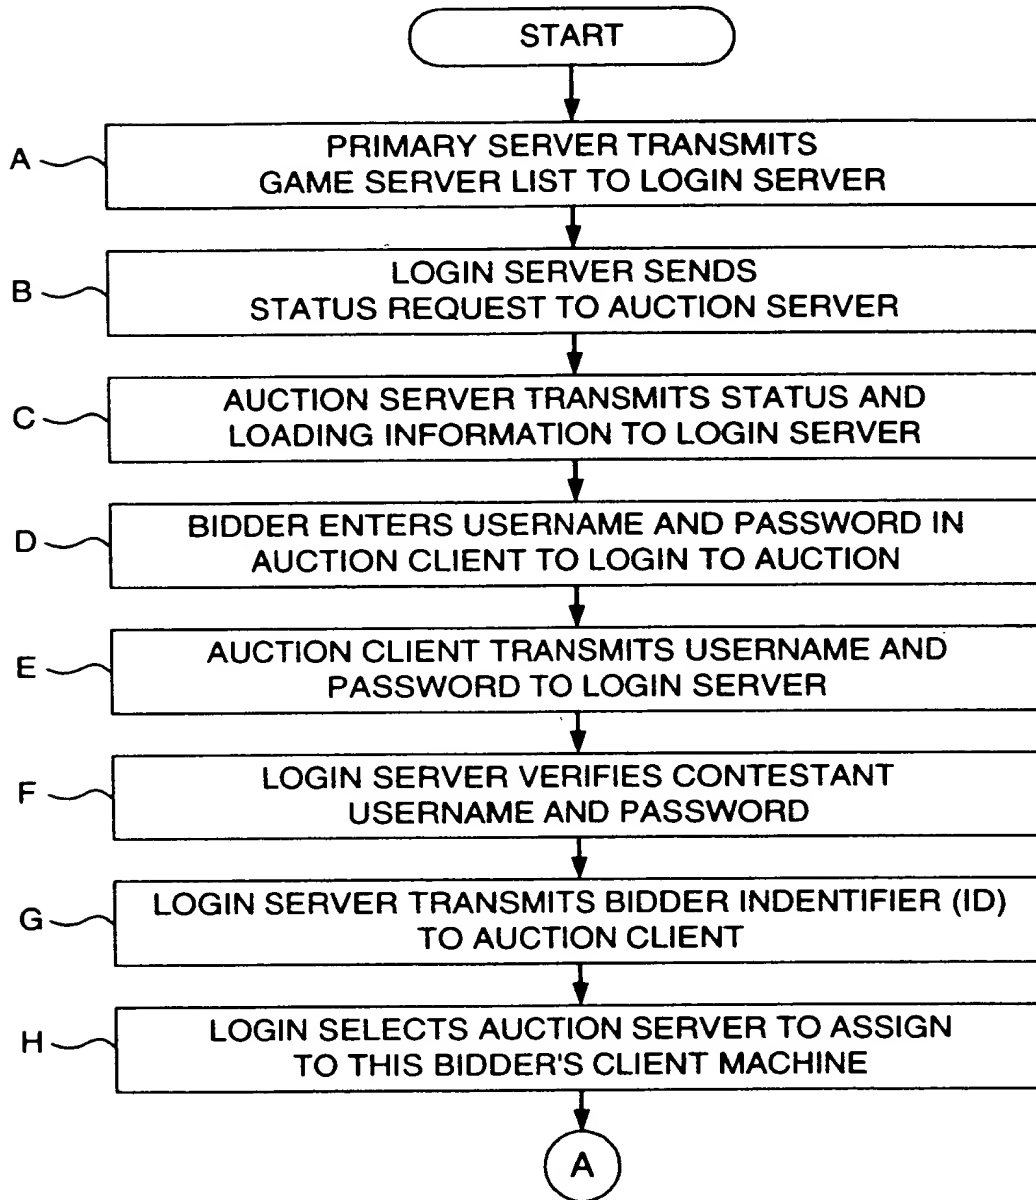 START
A
PRIMARY SERVER TRANSMITS
GAME SERVER LIST TO LOGIN SERVER
B
LOGIN SERVER SENDS
STATUS REQUEST TO AUCTION SERVER
C
AUCTION SERVER TRANSMITS STATUS AND
LOADING INFORMATION TO LOGIN SERVER
D
BIDDER ENTERS USERNAME AND PASSWORD IN
AUCTION CLIENT TO LOGIN TO AUCTION
E
AUCTION CLIENT TRANSMITS USERNAME AND
PASSWORD TO LOGIN SERVER
F
LOGIN SERVER VERIFIES CONTESTANT
USERNAME AND PASSWORD
G
LOGIN SERVER TRANSMITS BIDDER INDENTIFIER (ID)
TO AUCTION CLIENT
H
LOGIN SELECTS AUCTION SERVER TO ASSIGN
TO THIS BIDDER'S CLIENT MACHINE
A